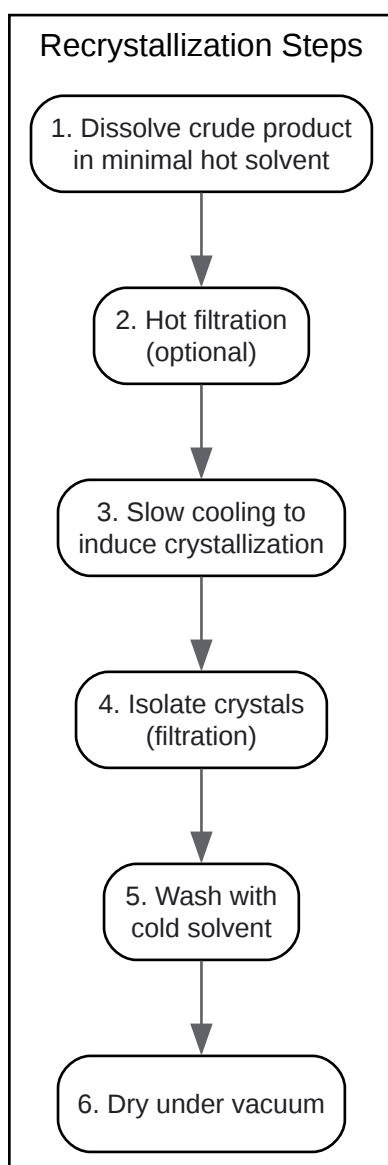 Recrystallization Steps
1. Dissolve crude product
in minimal hot solvent
2. Hot filtration
(optional)
3. Slow cooling to
induce crystallization
4. Isolate crystals
(filtration)
5. Wash with
cold solvent
6. Dry under vacuum